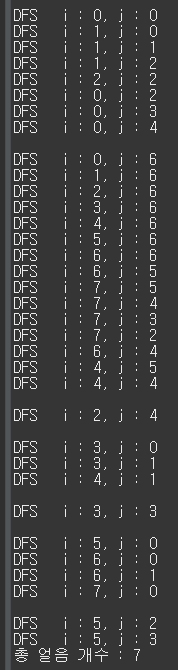 DFS i : 0, j : 0
DFS i : 1, j : 0
DFS i : 1, j : 1
DFS i : 1, j : 2
DFS i : 2, j : 2
DFS i : 0, j : 2
DFS i : 0, j : 3
DFS i : 0, j : 4

DFS i : 0, j : 6
DFS i : 1, j : 6
DFS i : 2, j : 6
DFS i : 3, j : 6
DFS i : 4, j : 6
DFS i : 5, j : 6
DFS i : 6, j : 6
DFS i : 6, j : 5
DFS i : 7, j : 5
DFS i : 7, j : 4
DFS i : 7, j : 3
DFS i : 7, j : 2
DFS i : 6, j : 4
DFS i : 4, j : 5
DFS i : 4, j : 4

DFS i : 2, j : 4

DFS i : 3, j : 0
DFS i : 3, j : 1
DFS i : 4, j : 1

DFS i : 3, j : 3

DFS i : 5, j : 0
DFS i : 6, j : 0
DFS i : 6, j : 1
DFS i : 7, j : 0

DFS i : 5, j : 2
DFS i : 5, j : 3
총 얼음 개수 : 7